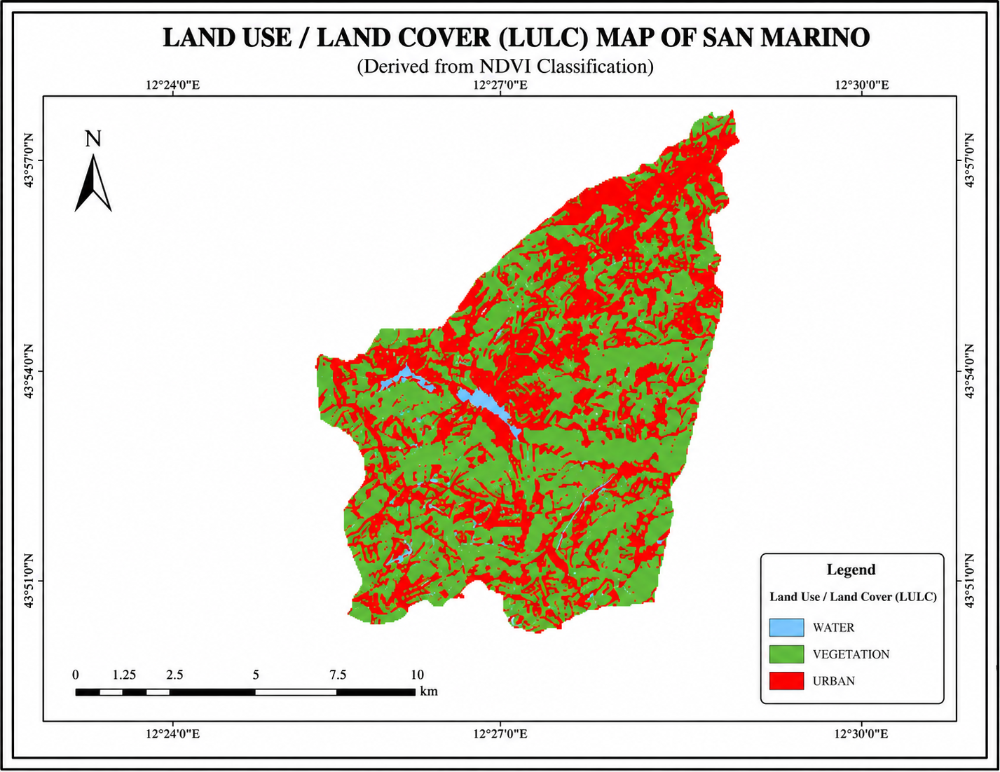 LAND USE / LAND COVER (LULC) MAP OF SAN MARINO
(Derived from NDVI Classification)
12°24'0"E 12°27'0"E 12°30'0"E
N
43°57'0"N 43°57'0"N
43°54'0"N 43°54'0"N
43°51'0"N 43°51'0"N
Legend
Land Use / Land Cover (LULC)
WATER
VEGETATION
URBAN
0 1.25 2.5 5 7.5 10
km
12°24'0"E 12°27'0"E 12°30'0"E